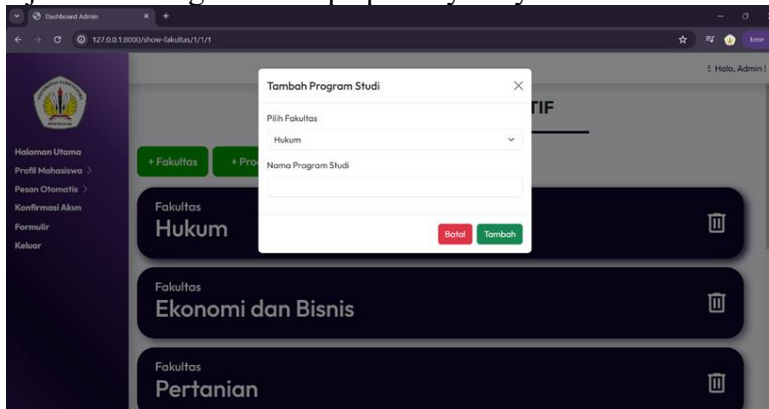 Dashboard Admin
127.0.0.1:8000/show-fakultas/1/1/1
Error
Halo, Admin!
Tambah Program Studi
TIF
Pilih Fakultas
Hukum
Nama Program Studi
Batal
Tambah
Halaman Utama
Profil Mahasiswa
Pesan Otomatis
Konfirmasi Akun
Formulir
Keluar
+ Fakultas
+ Pro
Fakultas
Hukum
Fakultas
Ekonomi dan Bisnis
Fakultas
Pertanian